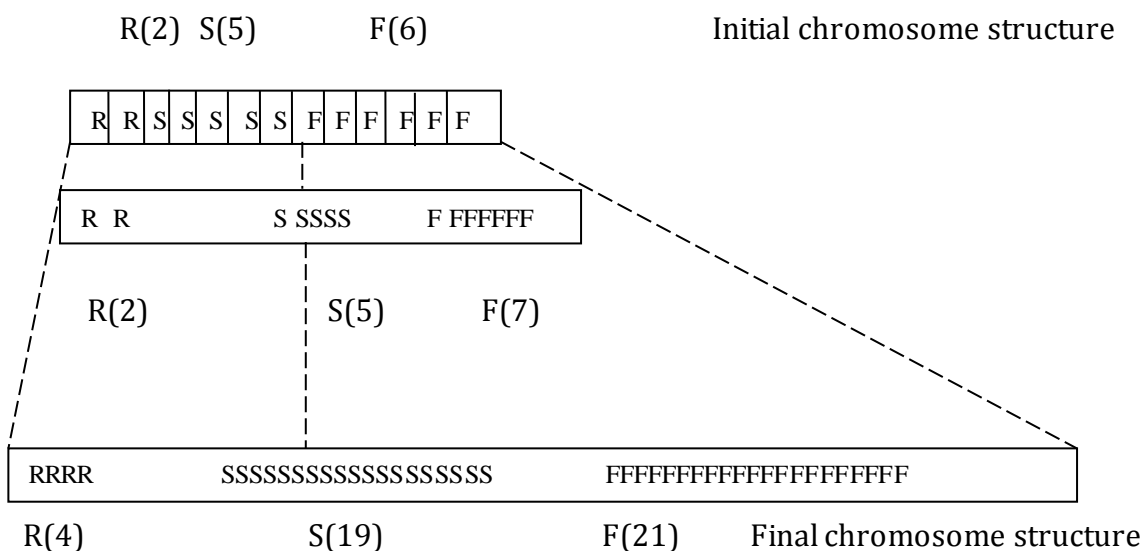 R(2) S(5) F(6) Initial chromosome structure
R R S S S S S F F F F F F
R R S SSSS F FFFFFF
R(2) S(5) F(7)
RRRR SSSSSSSSSSSSSSSSSSS FFFFFFFFFFFFFFFFFFFFF
R(4) S(19) F(21) Final chromosome structure